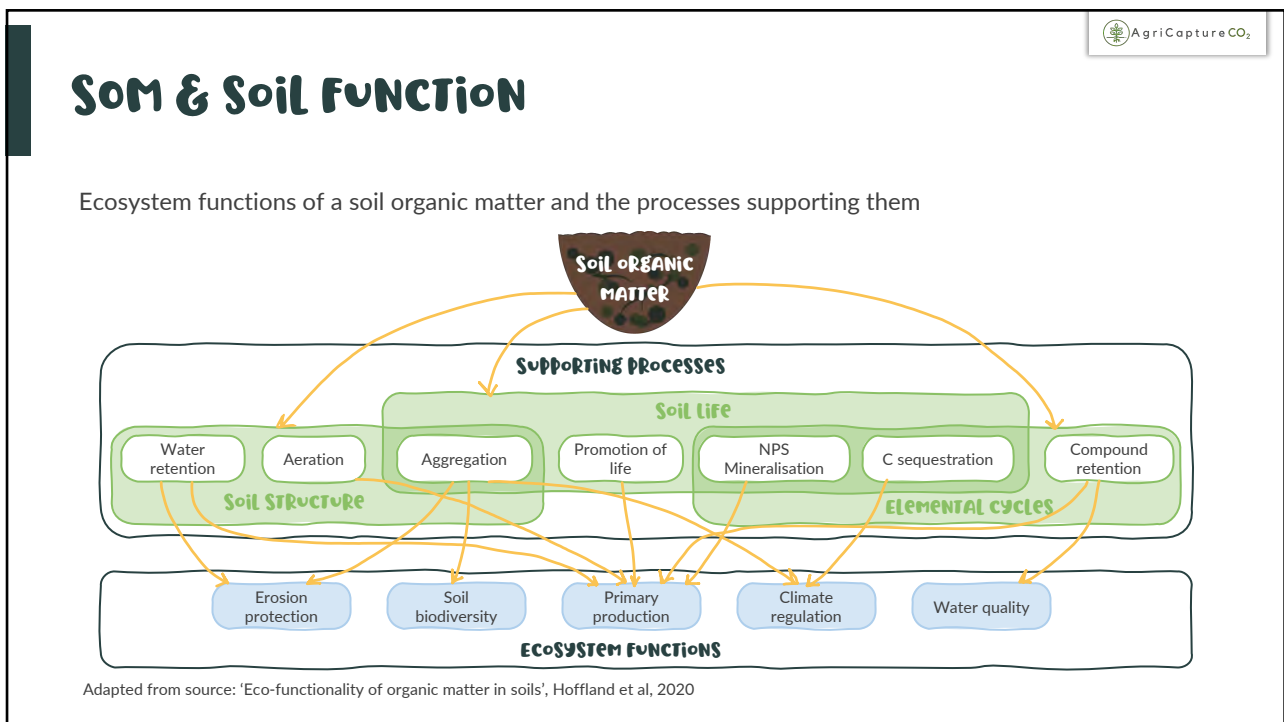 AgriCaptureCO₂
SOM & SOIL FUNCTION
Ecosystem functions of a soil organic matter and the processes supporting them
SOIL ORGANIC
MATTER
SUPPORTING PROCESSES
SOIL LIFE
Water
retention
Aeration
Aggregation
Promotion of
life
NPS
Mineralisation
C sequestration
Compound
retention
SOIL STRUCTURE
ELEMENTAL CYCLES
Erosion
protection
Soil
biodiversity
Primary
production
Climate
regulation
Water quality
ECOSYSTEM FUNCTIONS
Adapted from source: ‘Eco-functionality of organic matter in soils’, Hoffland et al, 2020